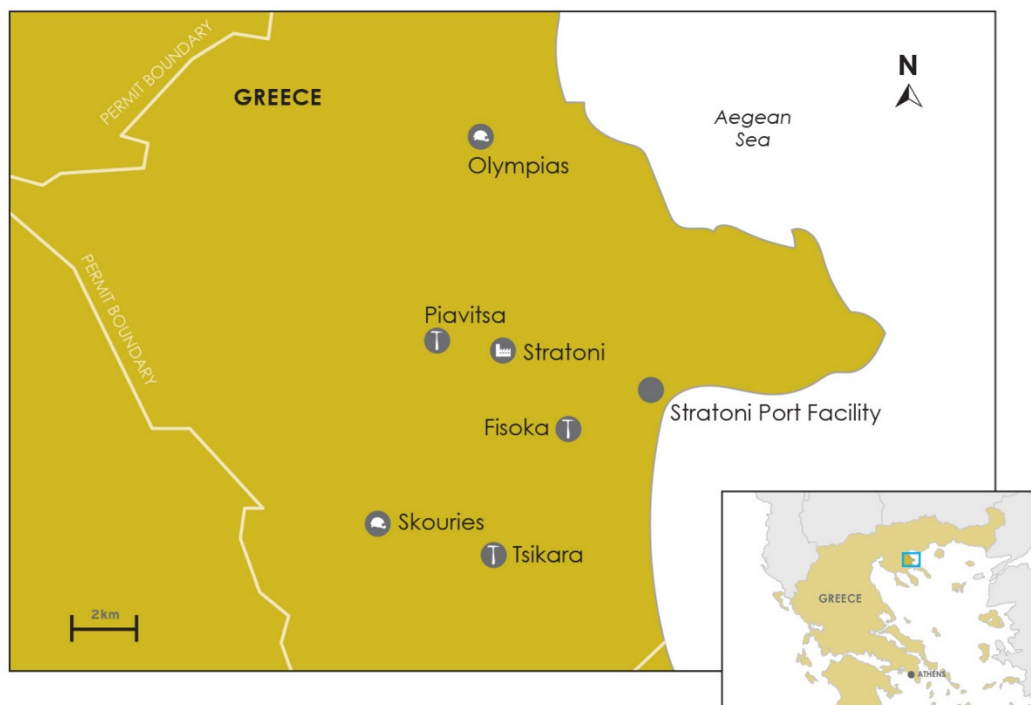 PERMIT BOUNDARY
GREECE
N
Aegean
Sea
Olympias
PERMIT BOUNDARY
Piavitsa
Stratoni
Stratoni Port Facility
Fisoka
Skouries
Tsikara
2km
GREECE
ATHENS